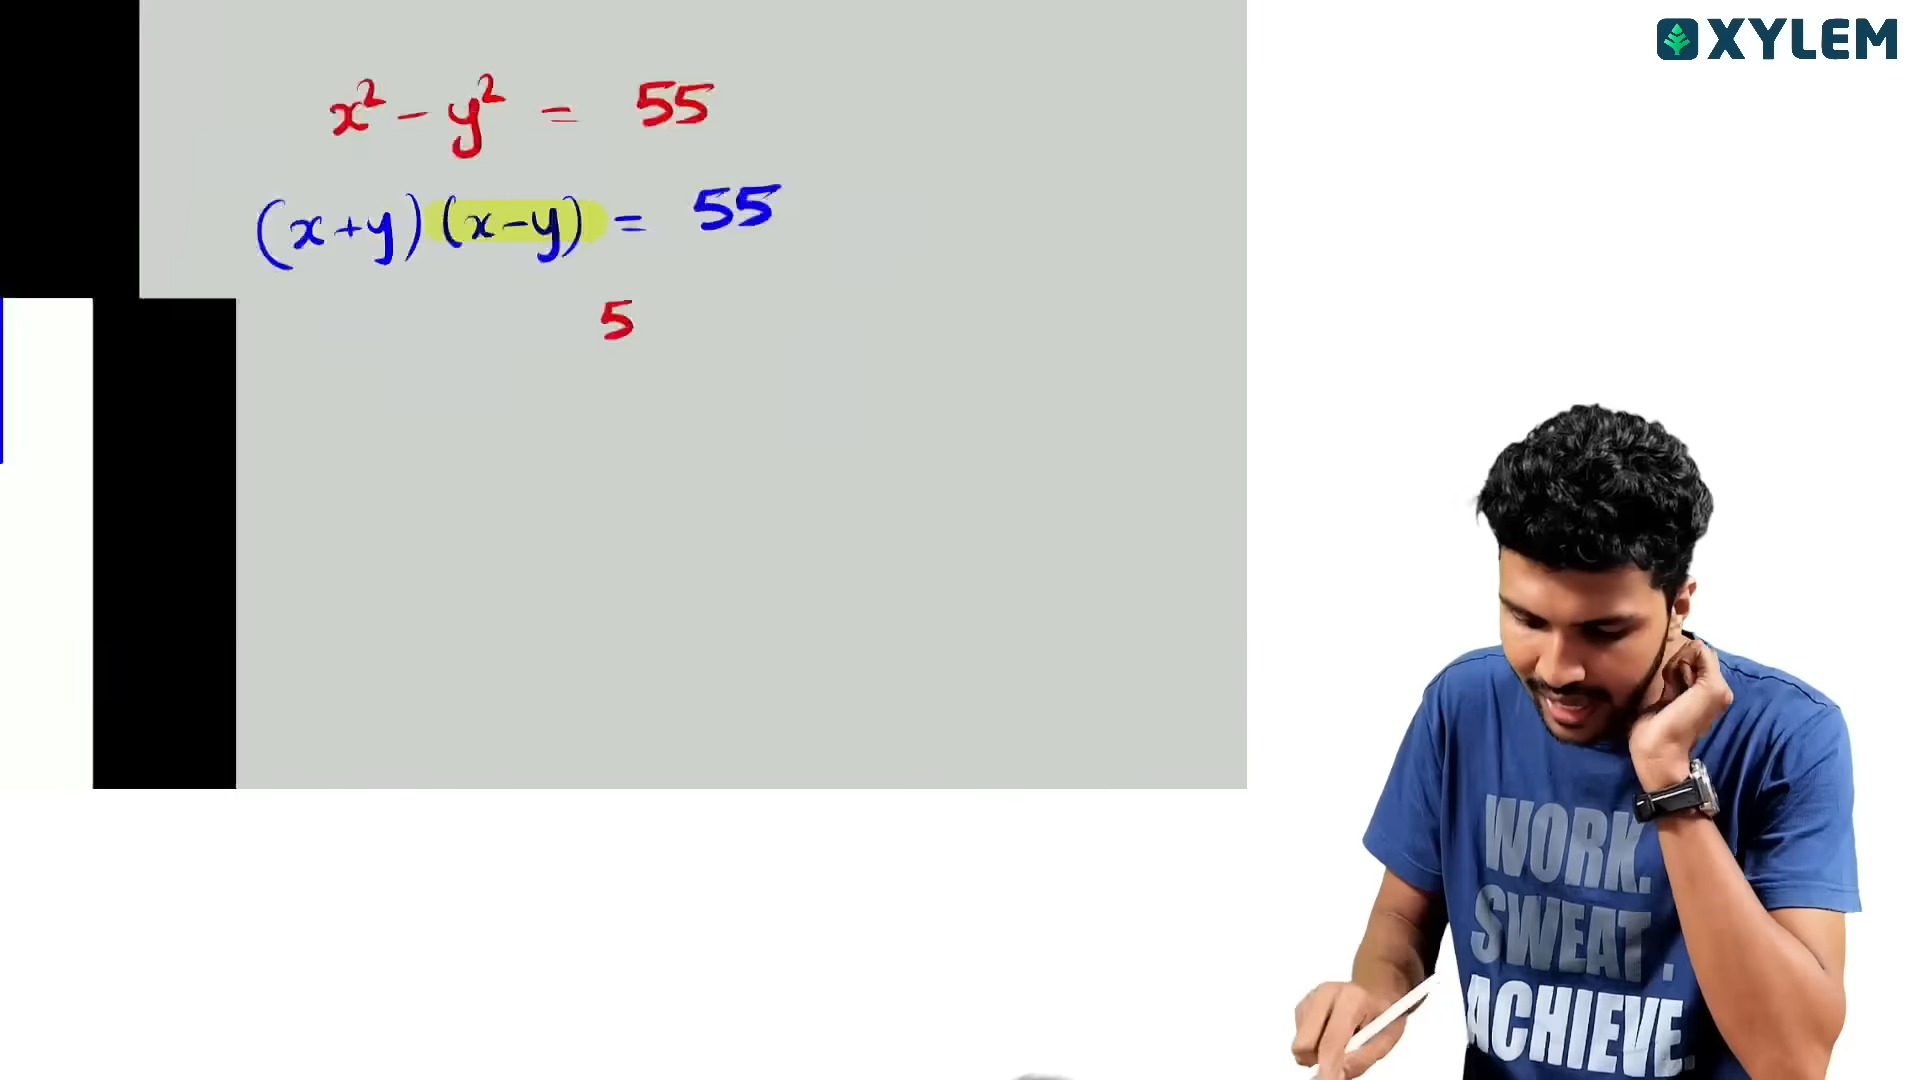 XYLEM
x² - y² = 55
(x+y)(x-y) = 55
5
WORK.
SWEAT.
ACHIEVE.